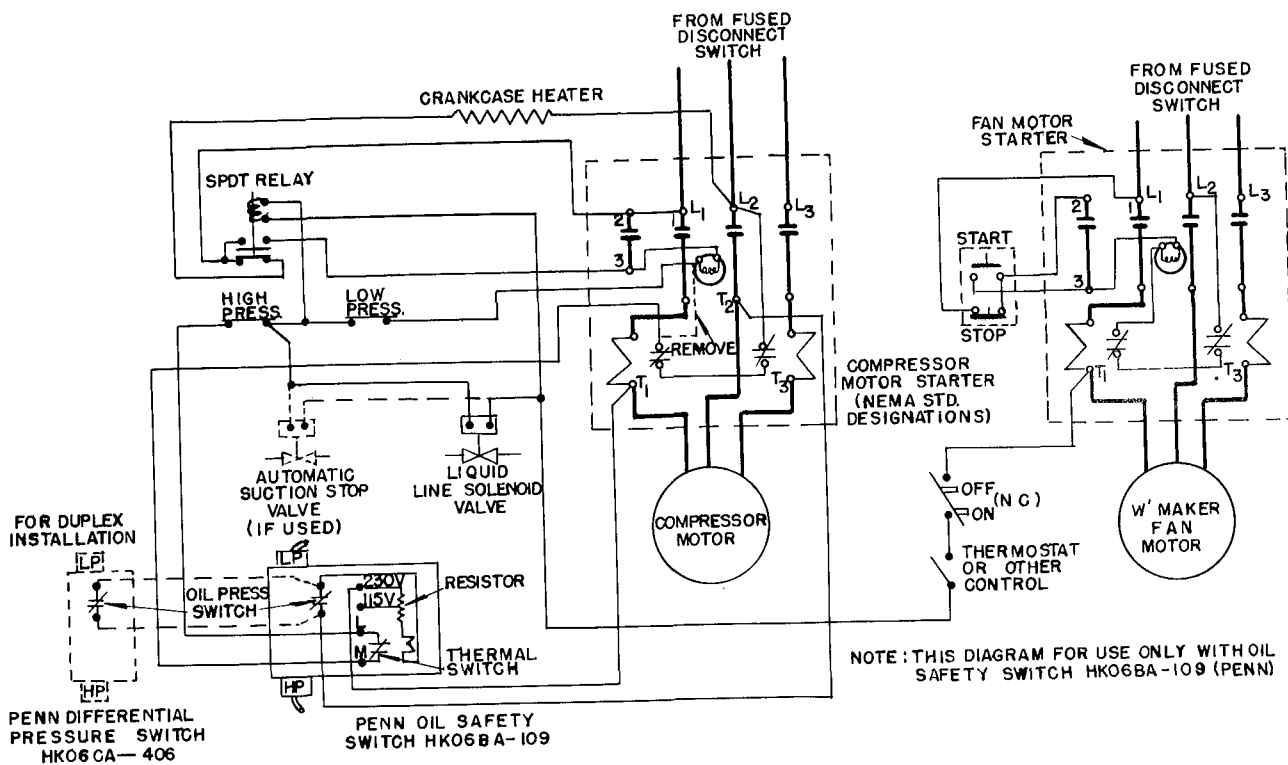 FROM FUSED
DISCONNECT
SWITCH
FROM FUSED
DISCONNECT
SWITCH
CRANKCASE HEATER
FAN MOTOR
STARTER
SPDT RELAY
L1
L2
L3
2
3
L1
L2
L3
2
3
START
STOP
HIGH
PRESS.
LOW
PRESS.
T2
REMOVE
T1
T3
T1
T3
COMPRESSOR
MOTOR STARTER
(NEMA STD.
DESIGNATIONS)
AUTOMATIC
SUCTION STOP
VALVE
(IF USED)
LIQUID
LINE SOLENOID
VALVE
COMPRESSOR
MOTOR
OFF
(NC)
ON
W' MAKER
FAN
MOTOR
THERMOSTAT
OR OTHER
CONTROL
FOR DUPLEX
INSTALLATION
LP
LP
OIL PRESS
SWITCH
230V
115V
RESISTOR
L
M
THERMAL
SWITCH
HP
HP
NOTE: THIS DIAGRAM FOR USE ONLY WITH OIL
SAFETY SWITCH HK06BA-109 (PENN)
PENN DIFFERENTIAL
PRESSURE SWITCH
HK06CA-406
PENN OIL SAFETY
SWITCH HK06BA-109